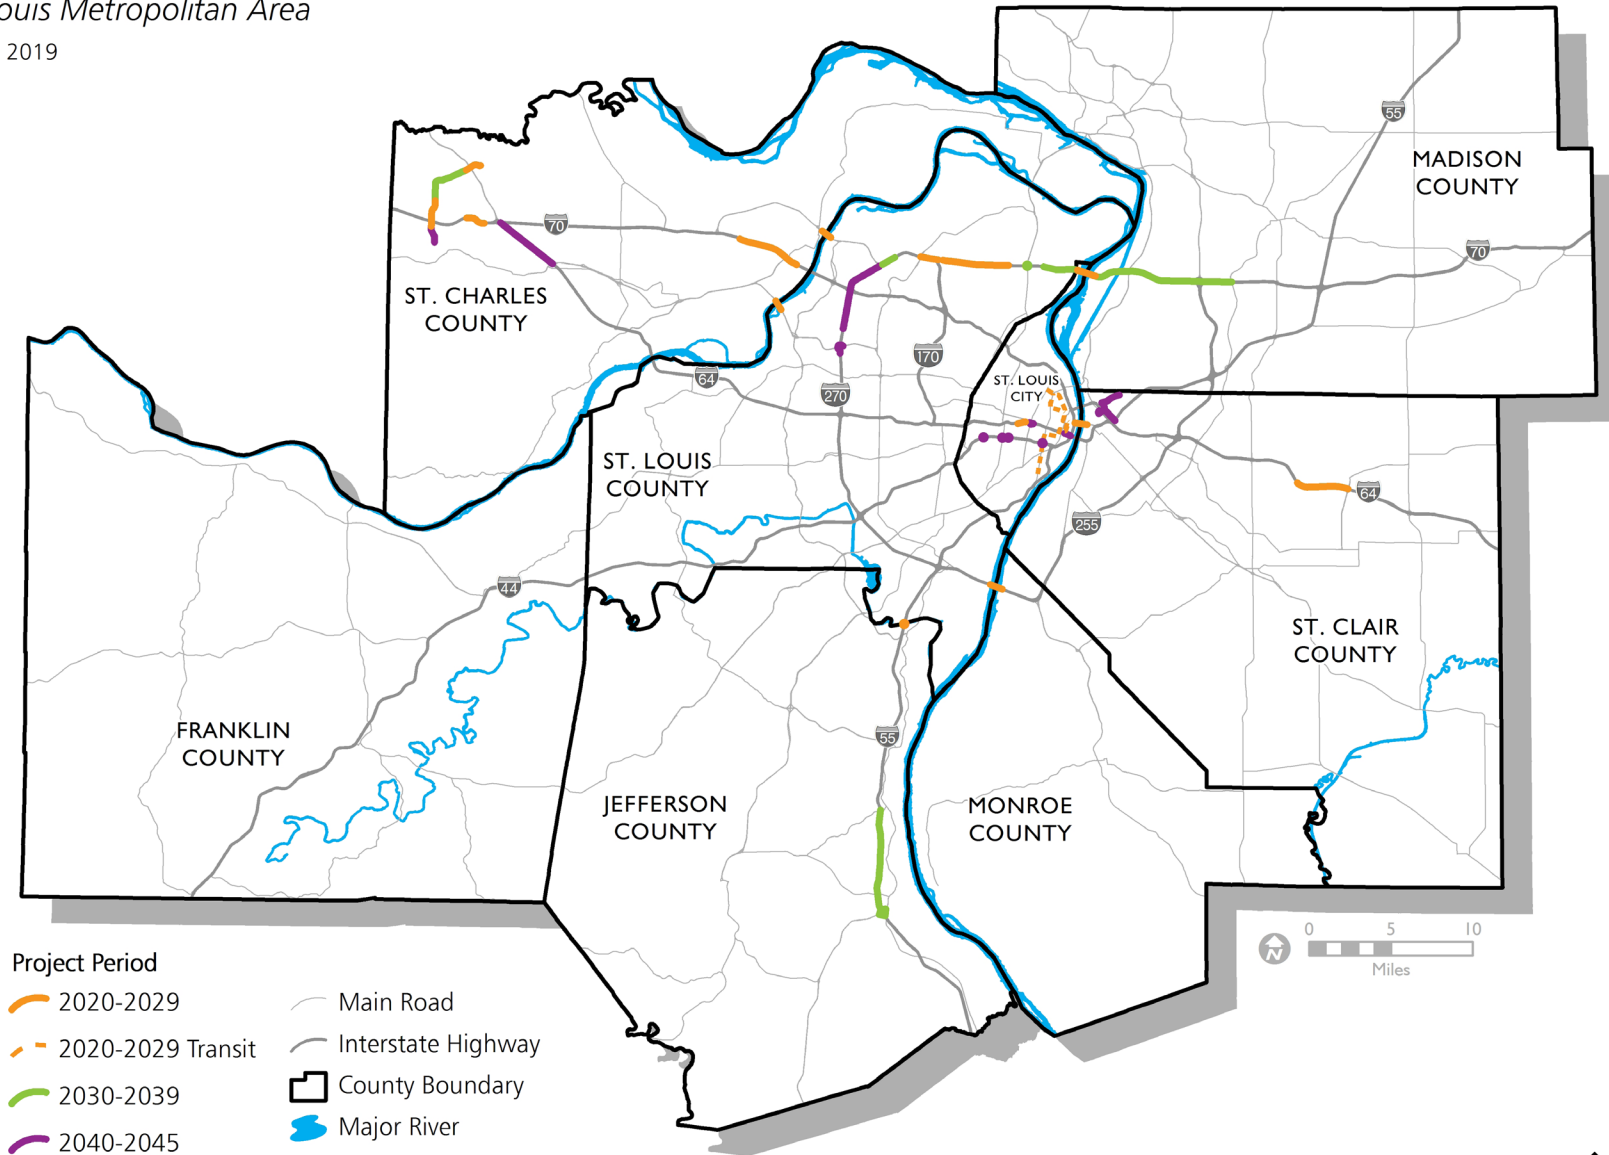 ouis Metropolitan Area
2019
55
MADISON
COUNTY
70
70
ST. CHARLES
COUNTY
170
64
270
ST. LOUIS
CITY
ST. LOUIS
COUNTY
64
255
44
ST. CLAIR
COUNTY
FRANKLIN
COUNTY
55
JEFFERSON
COUNTY
MONROE
COUNTY
N
0 5 10
Miles
Project Period
2020-2029
2020-2029 Transit
2030-2039
2040-2045
Main Road
Interstate Highway
County Boundary
Major River